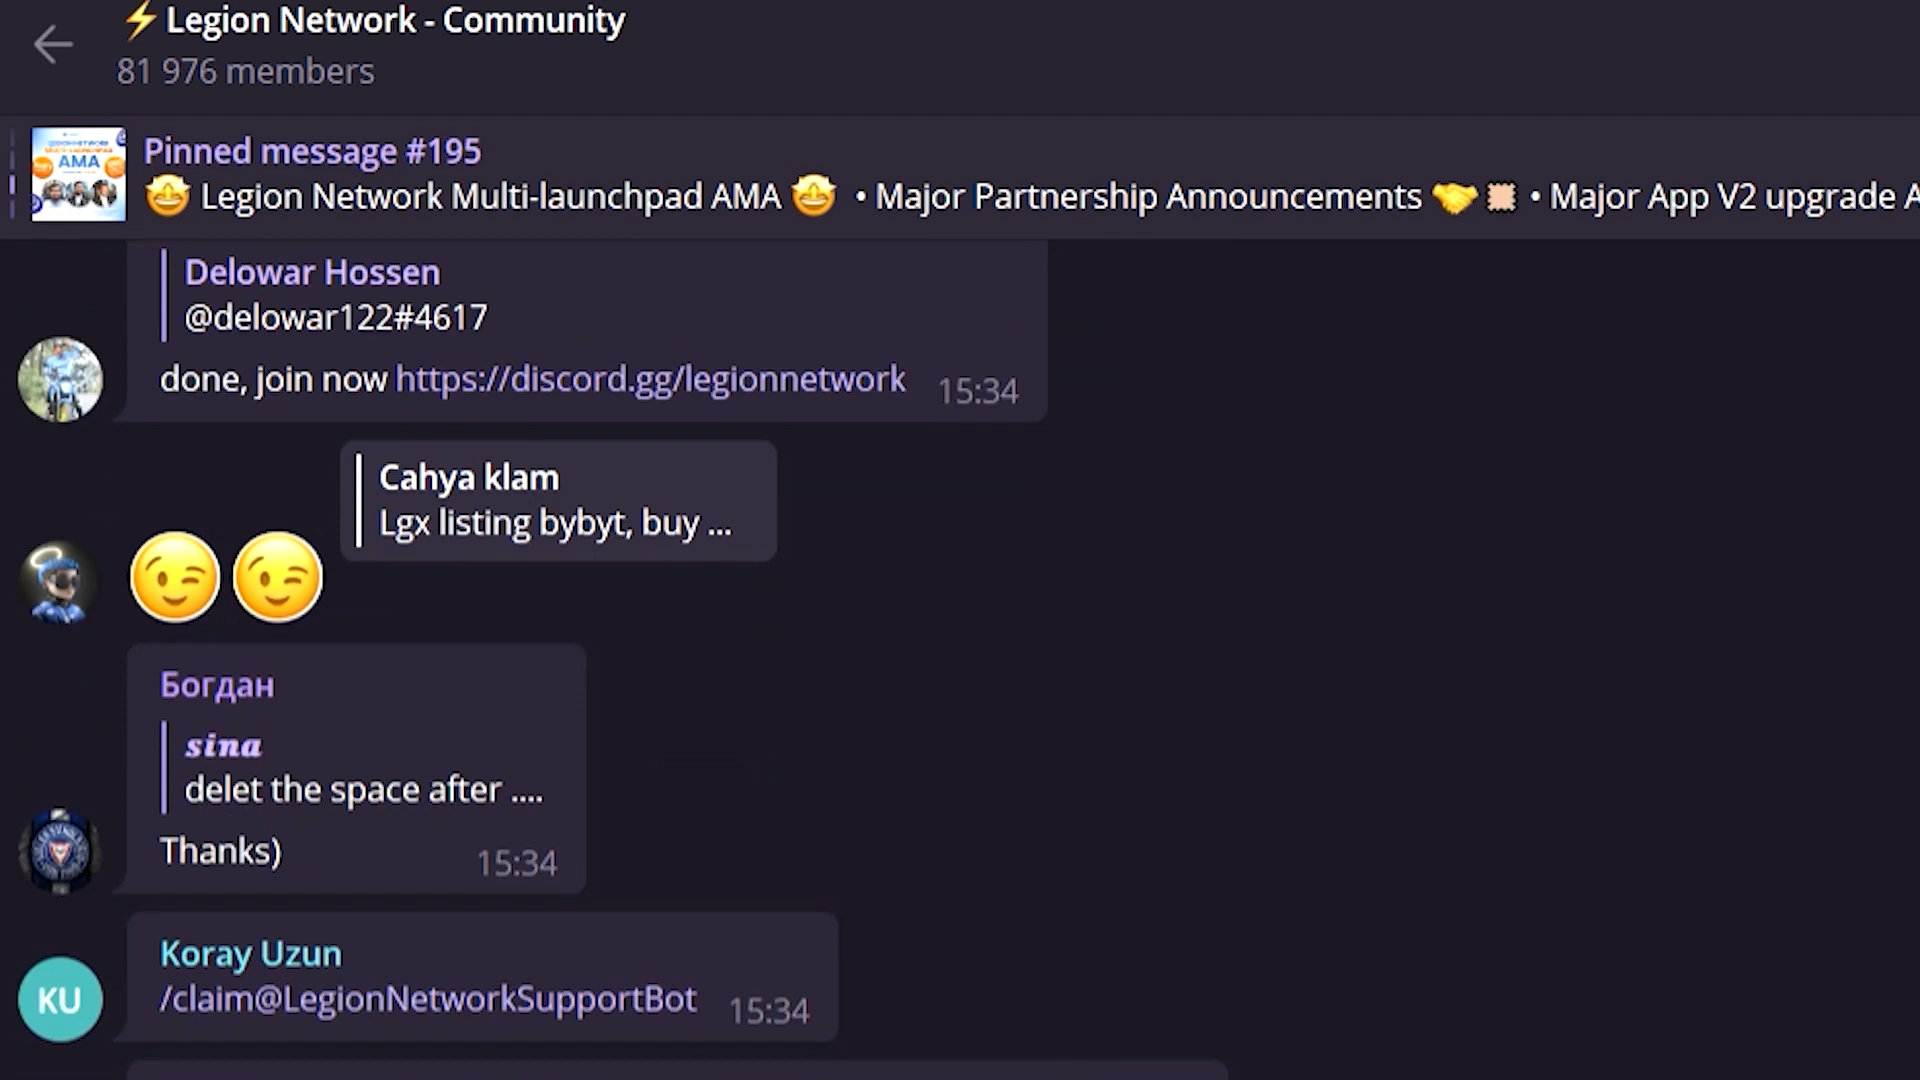 ⚡Legion Network - Community
81 976 members
AMA
Pinned message #195
🤩 Legion Network Multi-launchpad AMA 🤩 • Major Partnership Announcements 🤝 • Major App V2 upgrade A
Delowar Hossen
@delowar122#4617
done, join now https://discord.gg/legionnetwork 15:34
Cahya klam
Lgx listing bybyt, buy ...
😉 😉
Богдан
sina
delet the space after ....
Thanks) 15:34
Koray Uzun
KU
/claim@LegionNetworkSupportBot 15:34